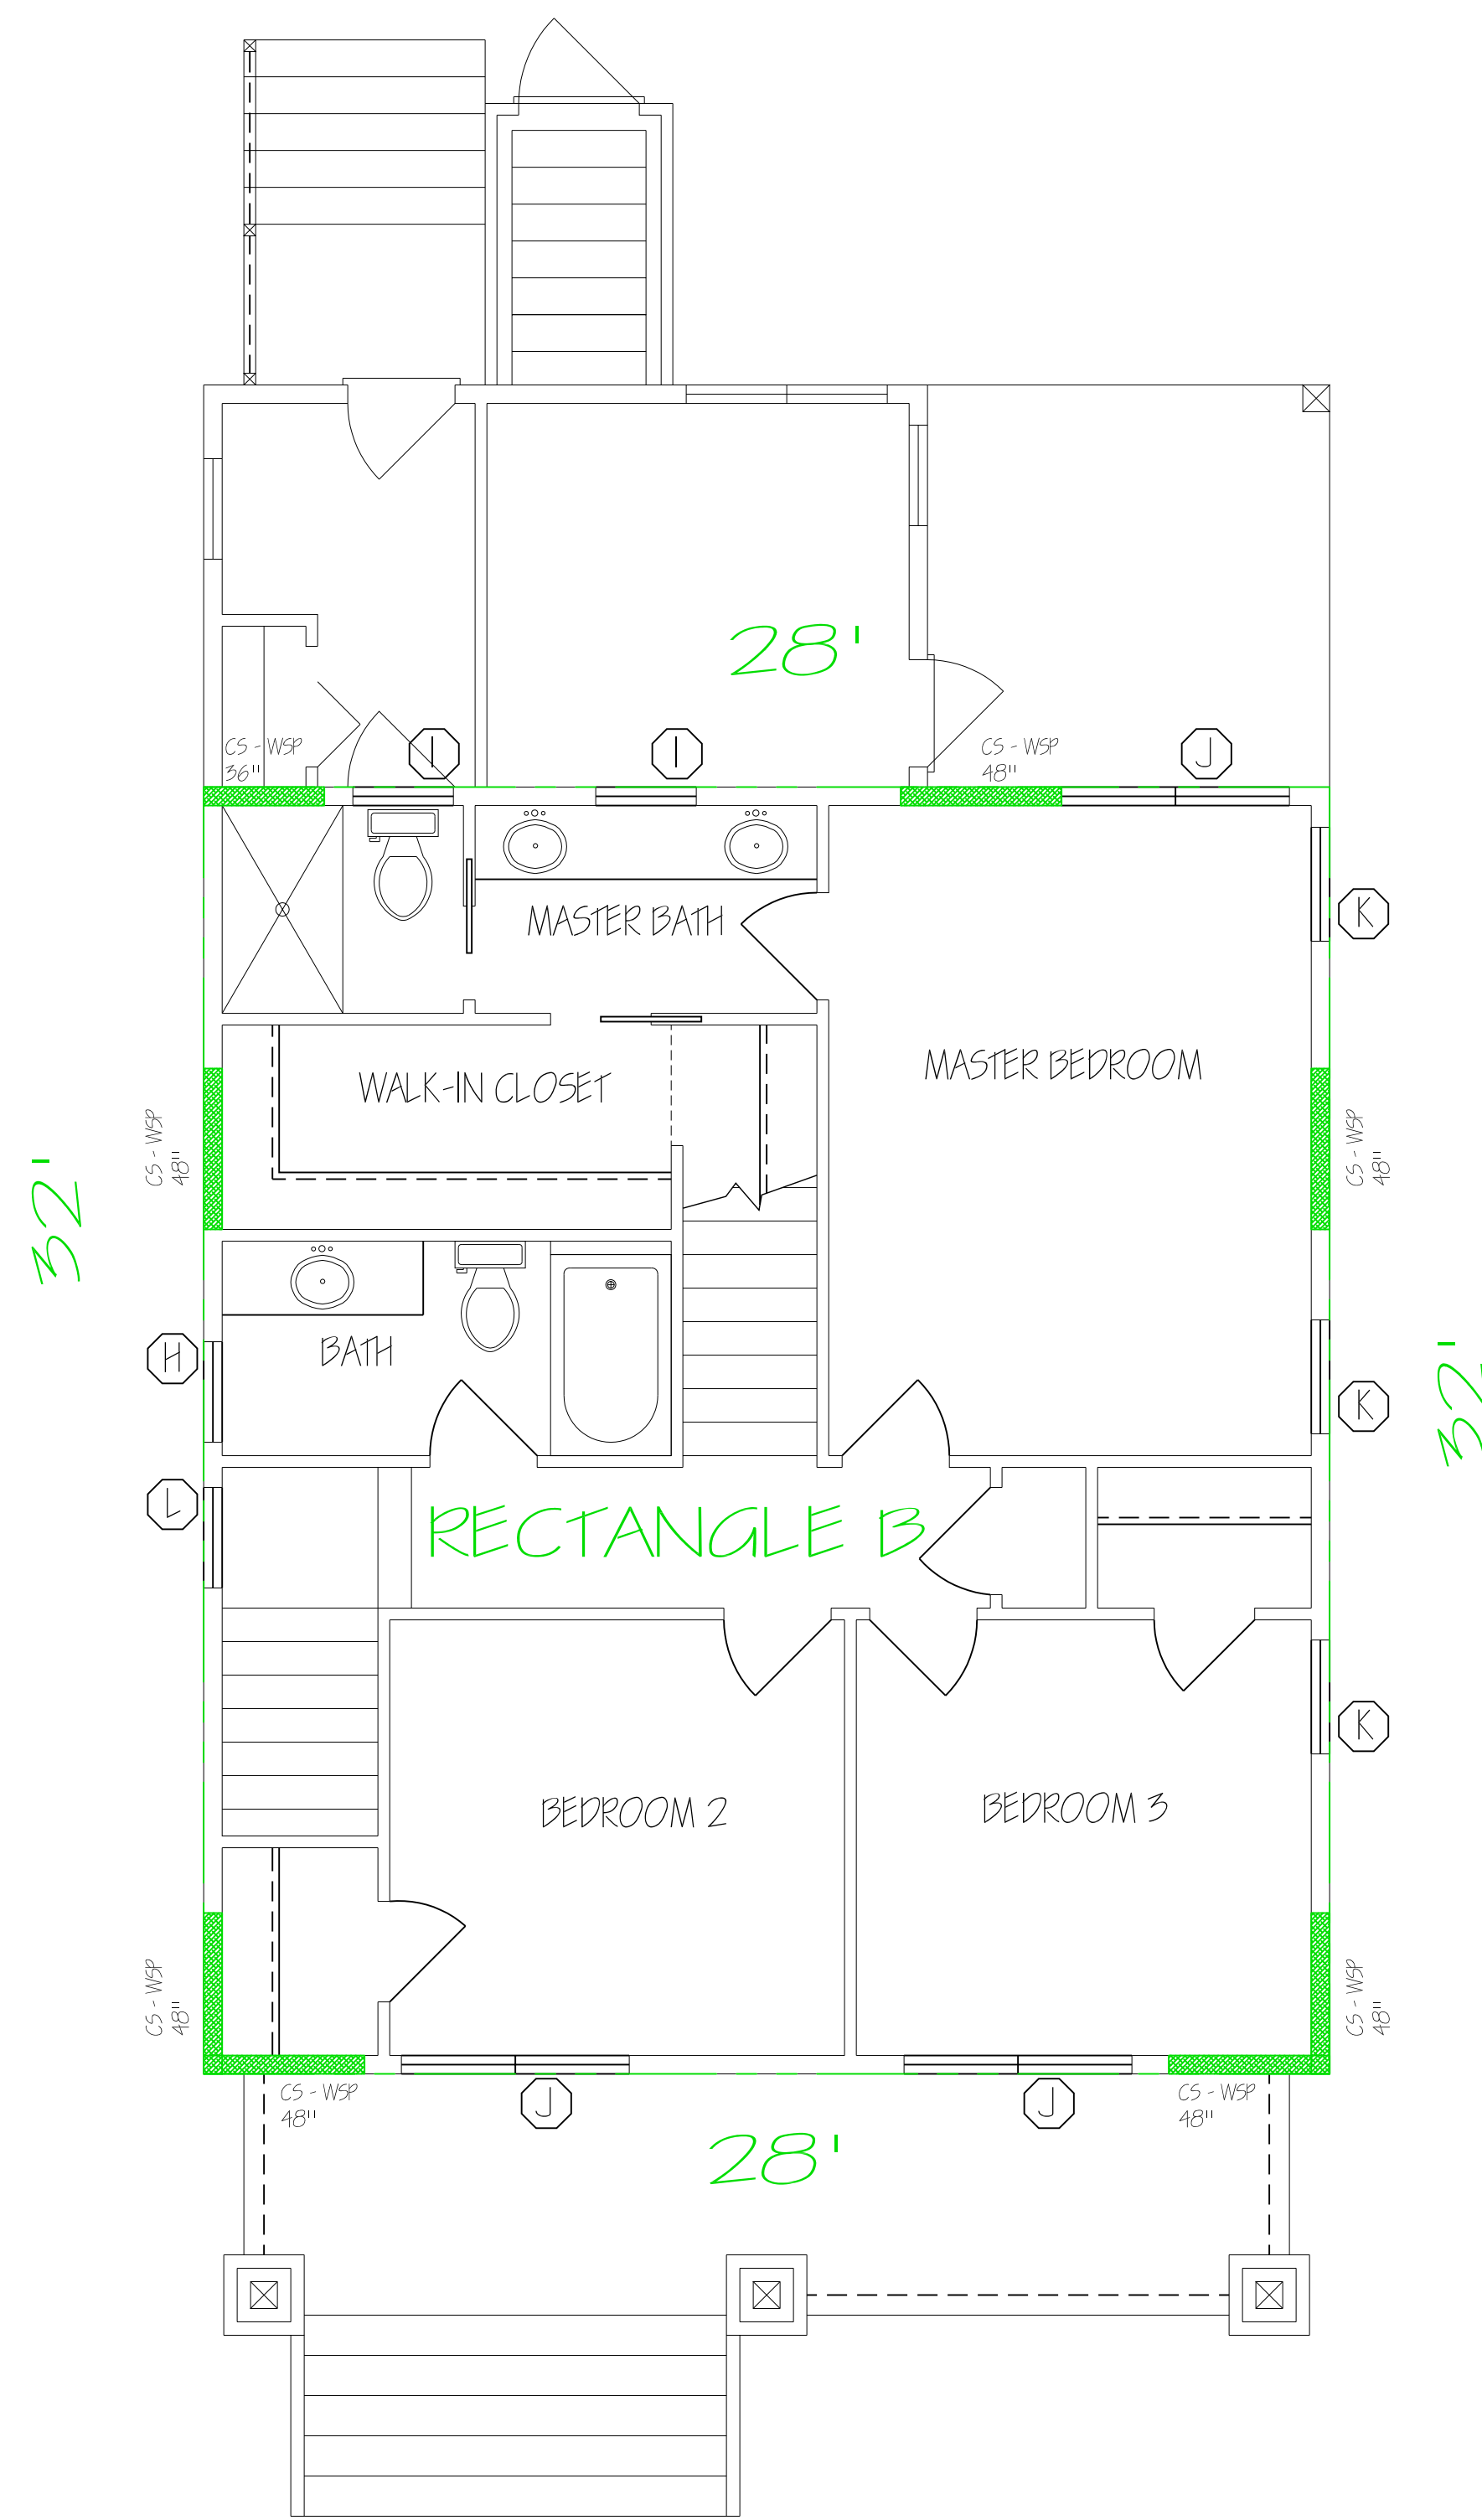 28'
CS - WSP
36"
I
I
CS - WSP
48"
J
K
MASTER BATH
MASTER BEDROOM
WALK-IN CLOSET
CS - WSP
48"
CS - WSP
48"
32'
H
BATH
K
32'
L
RECTANGLE B
K
BEDROOM 2
BEDROOM 3
CS - WSP
48"
CS - WSP
48"
CS - WSP
48"
J
J
CS - WSP
48"
28'